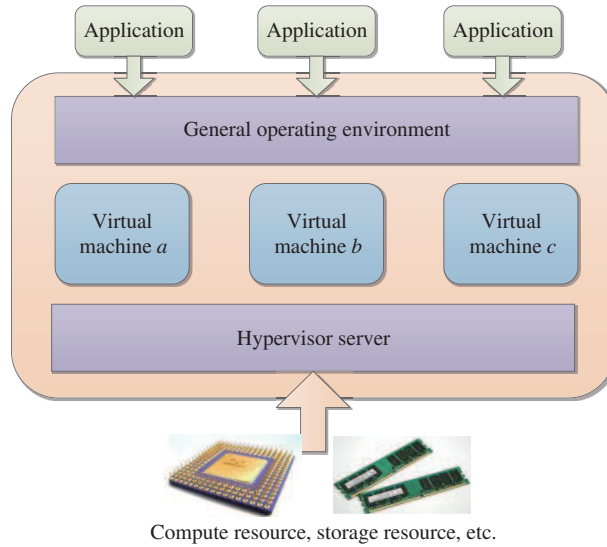 Application
Application
Application
General operating environment
Virtual
machine a
Virtual
machine b
Virtual
machine c
Hypervisor server
Compute resource, storage resource, etc.